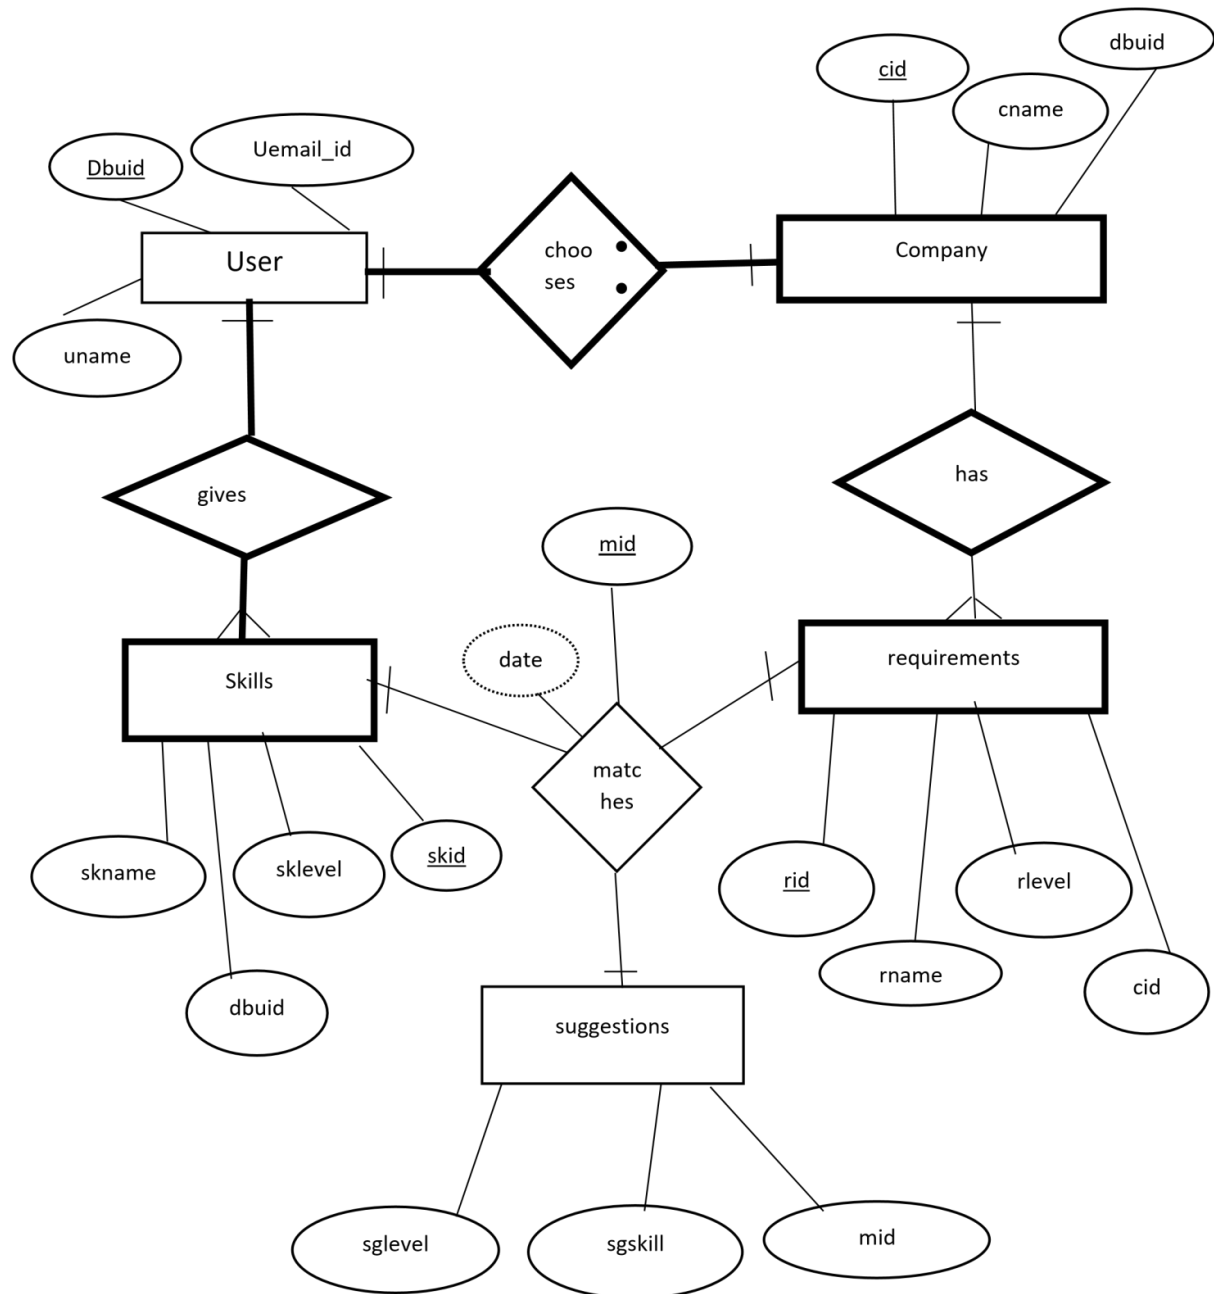 dbuid
cid
cname
Uemail_id
Dbuid
User
choo
ses
Company
uname
has
gives
mid
date
requirements
Skills
matc
hes
skname
sklevel
skid
rid
rlevel
rname
cid
dbuid
suggestions
sglevel
sgskill
mid